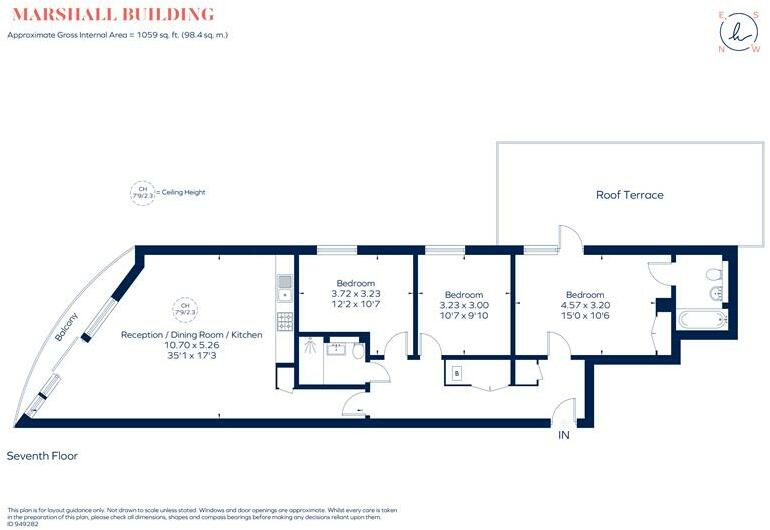 MARSHALL BUILDING
Approximate Gross Internal Area = 1059 sq. ft. (98.4 sq. m.)
E S
N W
CH
7'9/2.3
= Ceiling Height
Roof Terrace
Bedroom
3.72 x 3.23
12'2 x 10'7
Bedroom
3.23 x 3.00
10'7 x 9'10
Bedroom
4.57 x 3.20
15'0 x 10'6
CH
7'9/2.3
Balcony
Reception / Dining Room / Kitchen
10.70 x 5.26
35'1 x 17'3
B
IN
Seventh Floor
This plan is for layout guidance only. Not drawn to scale unless stated. Windows and door openings are approximate. Whilst every care is taken
in the preparation of this plan, please check all dimensions, shapes and compass bearings before making any decisions reliant upon them.
ID 949282